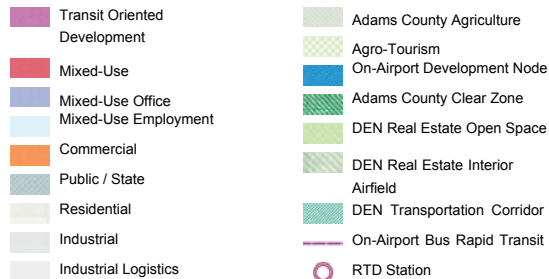 Transit Oriented
Development
Mixed-Use
Mixed-Use Office
Mixed-Use Employment
Commercial
Public / State
Residential
Industrial
Industrial Logistics
Adams County Agriculture
Agro-Tourism
On-Airport Development Node
Adams County Clear Zone
DEN Real Estate Open Space
DEN Real Estate Interior
Airfield
DEN Transportation Corridor
On-Airport Bus Rapid Transit
RTD Station